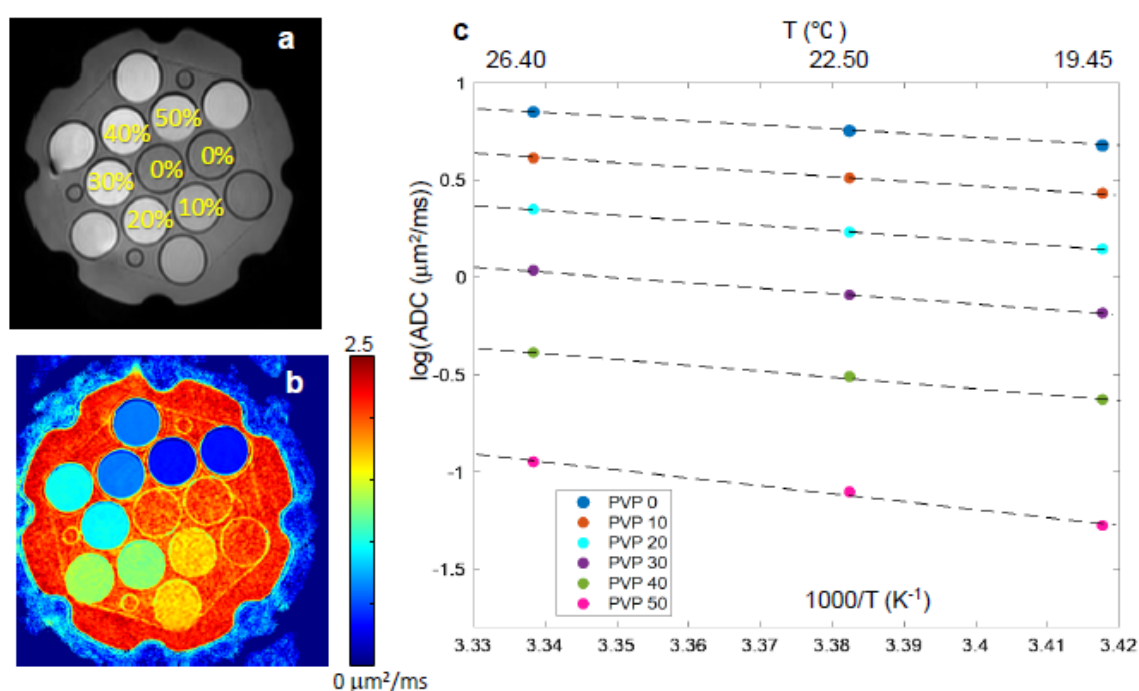 a
50%
40%
0%
0%
30%
10%
20%
b
2.5
0 μm²/ms
c
T (℃)
26.40
22.50
19.45
log(ADC (μm²/ms))
1
0.5
0
-0.5
-1
-1.5
PVP 0
PVP 10
PVP 20
PVP 30
PVP 40
PVP 50
1000/T (K⁻¹)
3.33
3.34
3.35
3.36
3.37
3.38
3.39
3.4
3.41
3.42